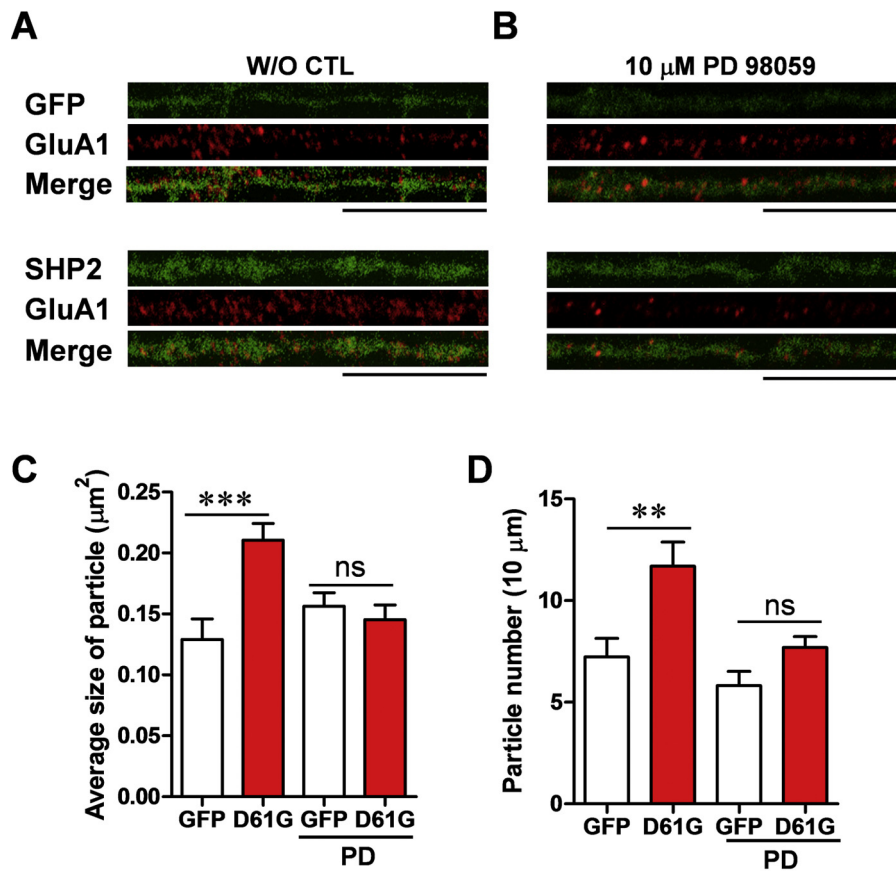 A
B
W/O CTL
10 μM PD 98059
GFP
GluA1
Merge
SHP2
GluA1
Merge
C
Average size of particle (μm²)
0.25
0.20
0.15
0.10
0.05
0.00
***
ns
GFP D61G GFP D61G
PD
D
Particle number (10 μm)
15
10
5
0
**
ns
GFP D61G GFP D61G
PD